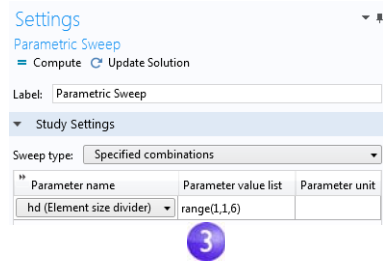 Settings
Parametric Sweep
= Compute Update Solution
Label: Parametric Sweep
Study Settings
Sweep type: Specified combinations
Parameter name Parameter value list Parameter unit
hd (Element size divider) range(1,1,6)
3